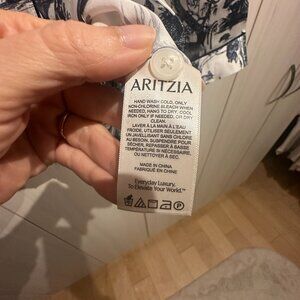 ARITZIA
HAND WASH COLD, ONLY
NON-CHLORINE BLEACH WHEN
NEEDED, HANG TO DRY, COOL
IRON ONLY IF NEEDED, OR DRY
CLEAN.
LAVER À LA MAIN À L'EAU
FROIDE, UTILISER SEULEMENT
UN JAVELLISANT SANS CHLORE
AU BESOIN, SUSPENDRE POUR
SÉCHER, REPASSER À BASSE
TEMPÉRATURE SI NÉCESSAIRE,
OU NETTOYER À SEC.
MADE IN CHINA
FABRIQUÉ EN CHINE
Everyday Luxury.
To Elevate Your World.™